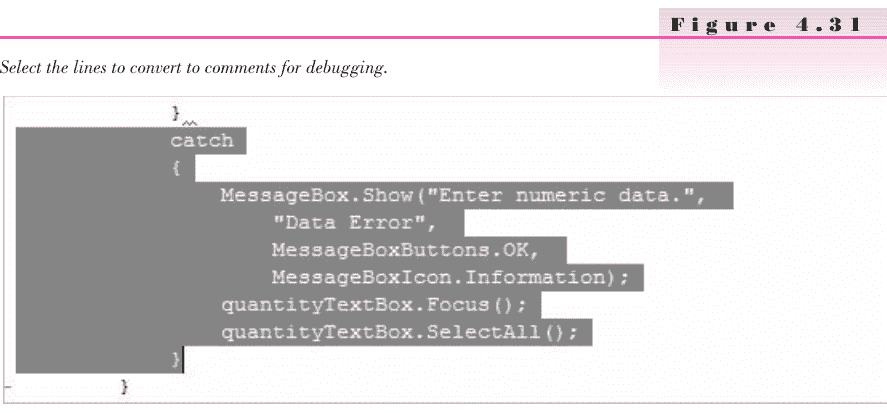 Figure 4.31
Select the lines to convert to comments for debugging.
}
catch
{
MessageBox.Show("Enter numeric data.",
"Data Error",
MessageBoxButtons.OK,
MessageBoxIcon.Information);
quantityTextBox.Focus();
quantityTextBox.SelectAll();
}
}